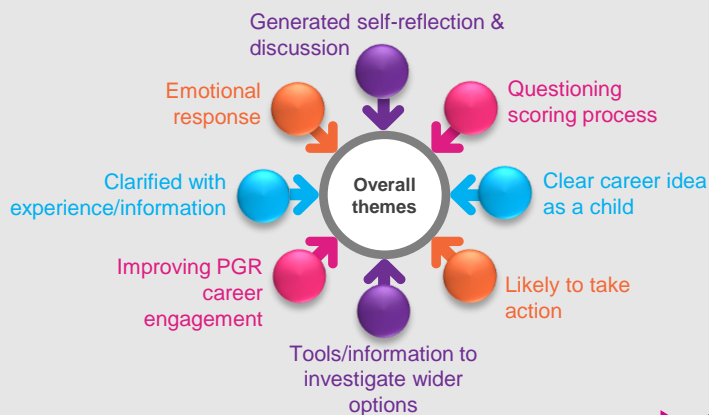 Generated self-reflection &
discussion
Emotional
response
Questioning
scoring process
Clarified with
experience/information
Overall
themes
Clear career idea
as a child
Improving PGR
career
engagement
Likely to take
action
Tools/information to
investigate wider
options